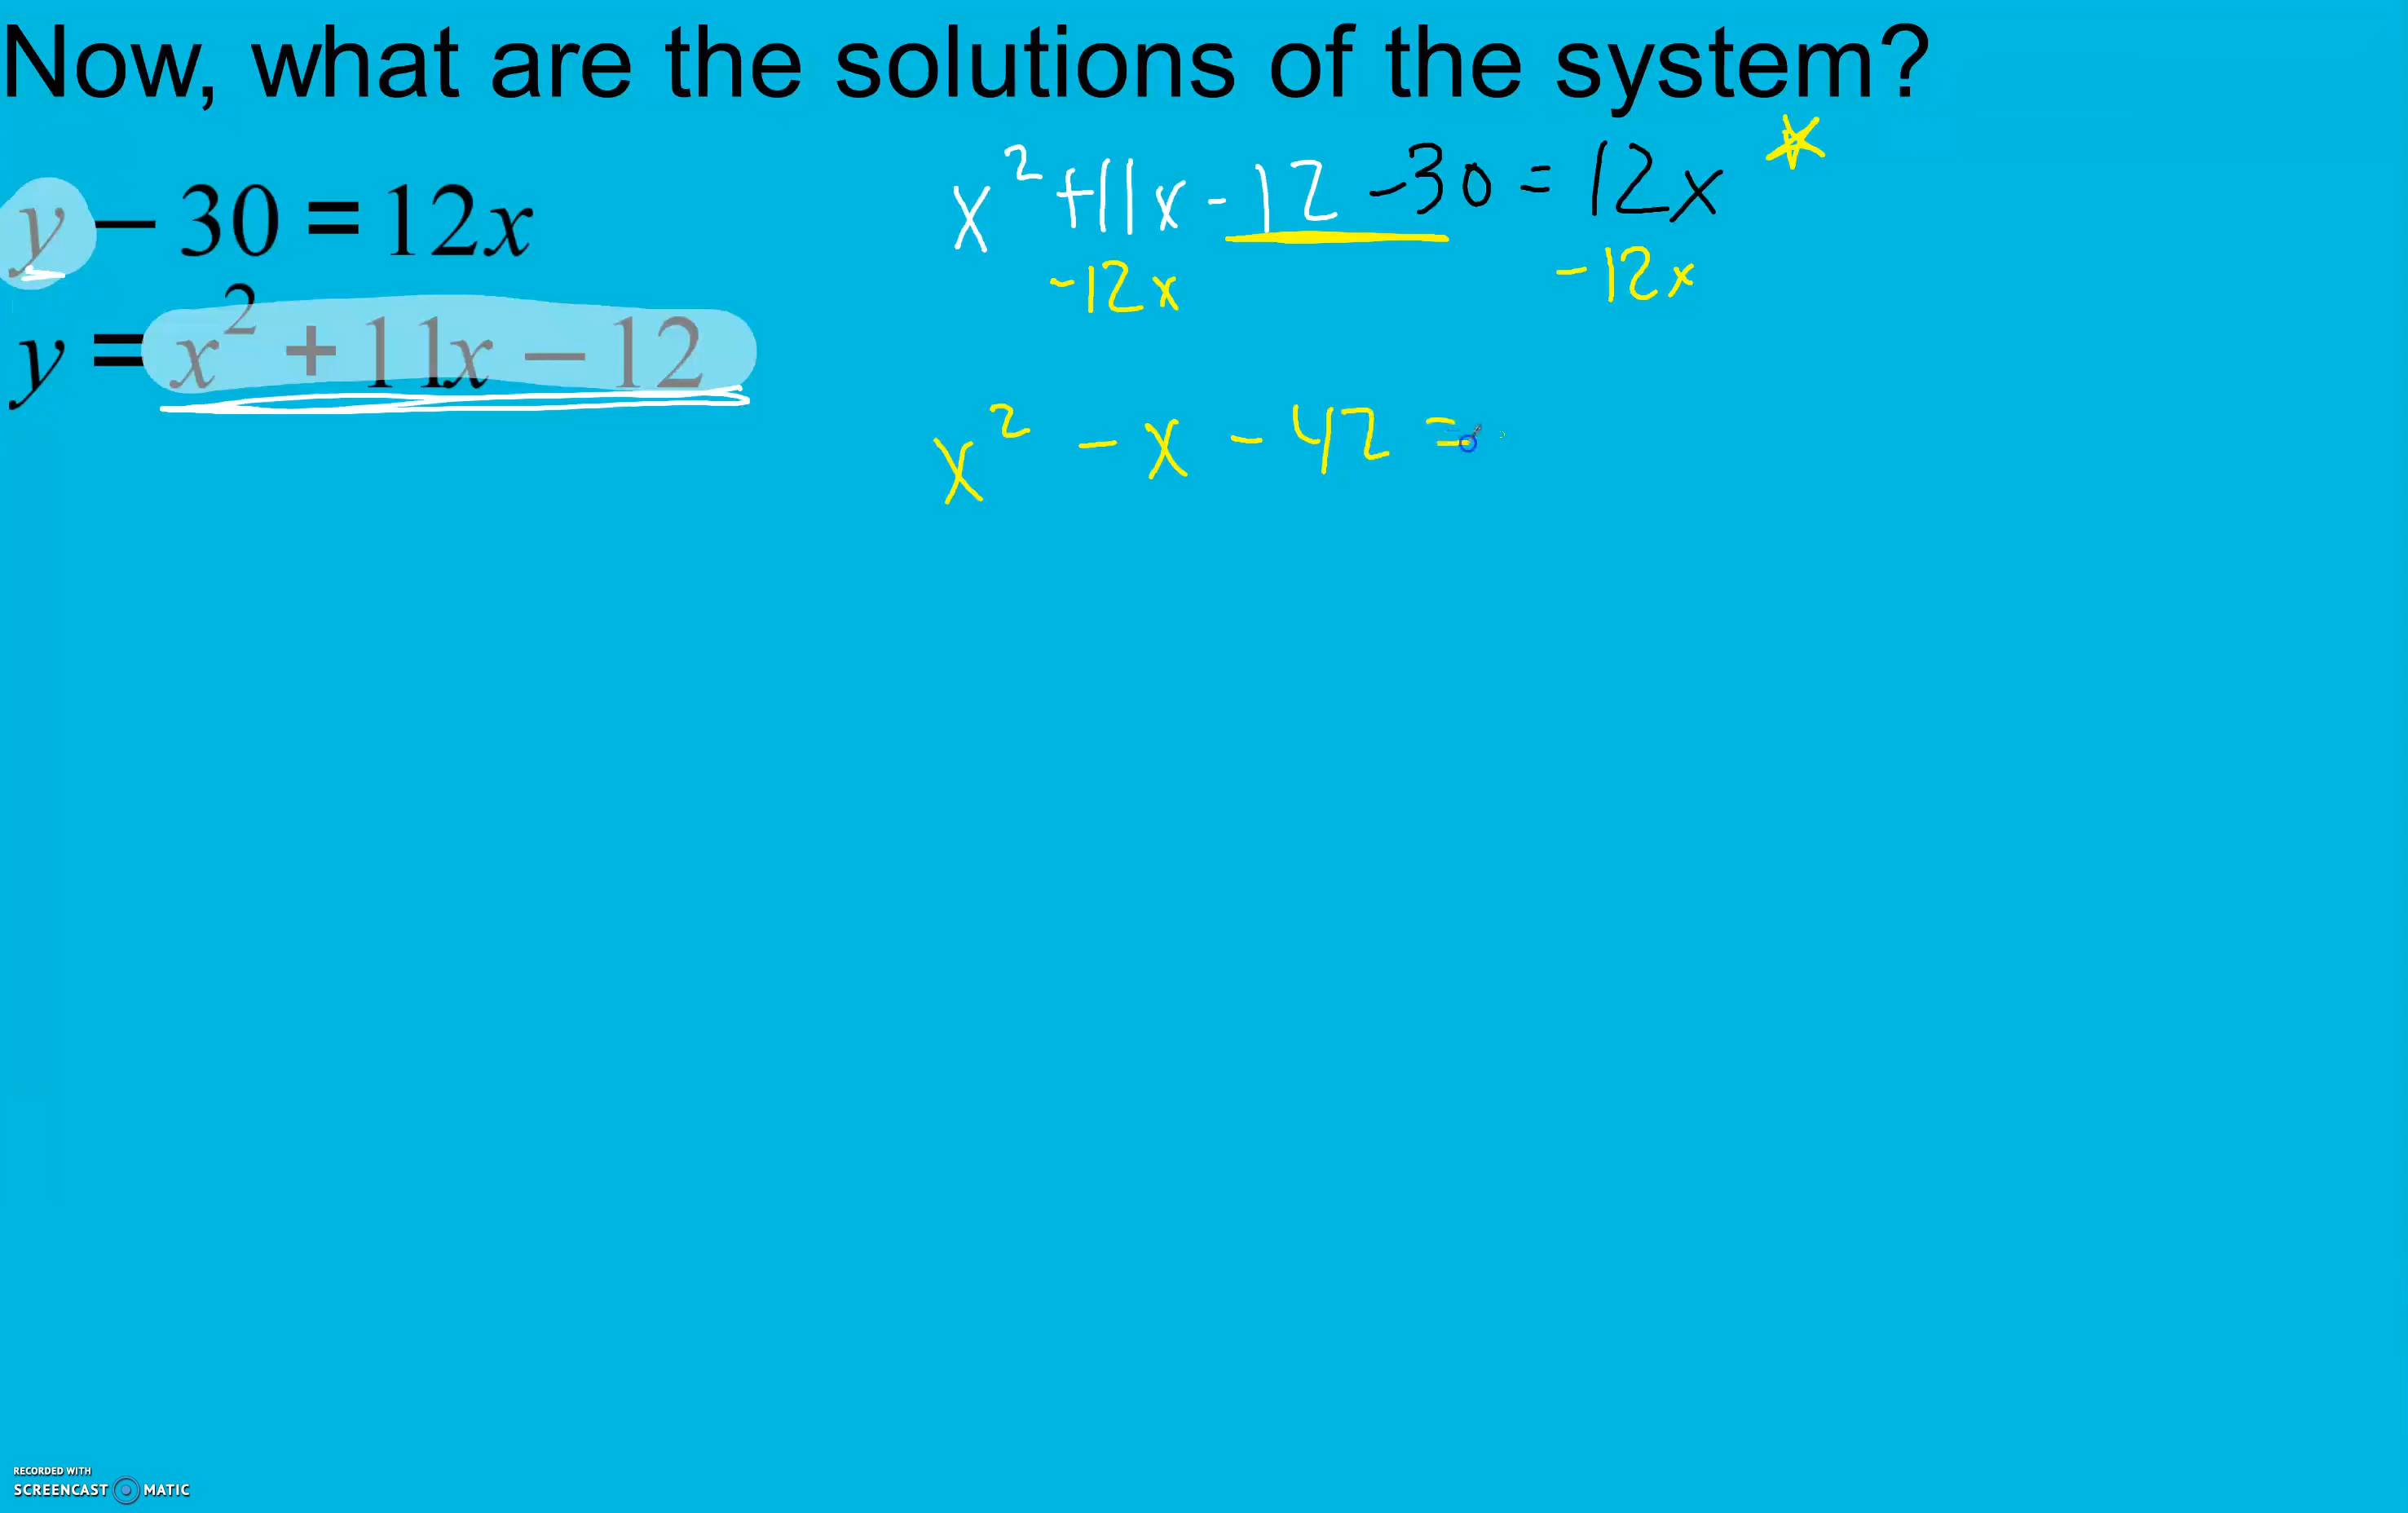 Now, what are the solutions of the system?
y − 30 = 12x
y = x² + 11x − 12
x² + 11x - 12 - 30 = 12x *
-12x -12x
x² - x - 42 =
RECORDED WITH
SCREENCAST MATIC